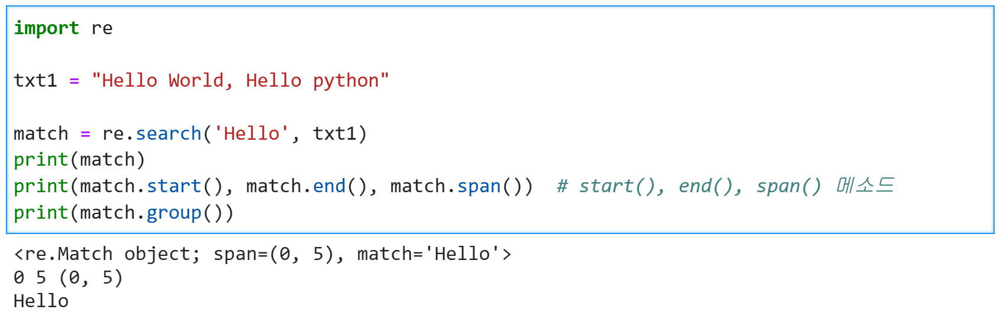 import re
txt1 = "Hello World, Hello python"
match = re.search('Hello', txt1)
print(match)
print(match.start(), match.end(), match.span())  # start(), end(), span() 메소드
print(match.group())
<re.Match object; span=(0, 5), match='Hello'>
0 5 (0, 5)
Hello